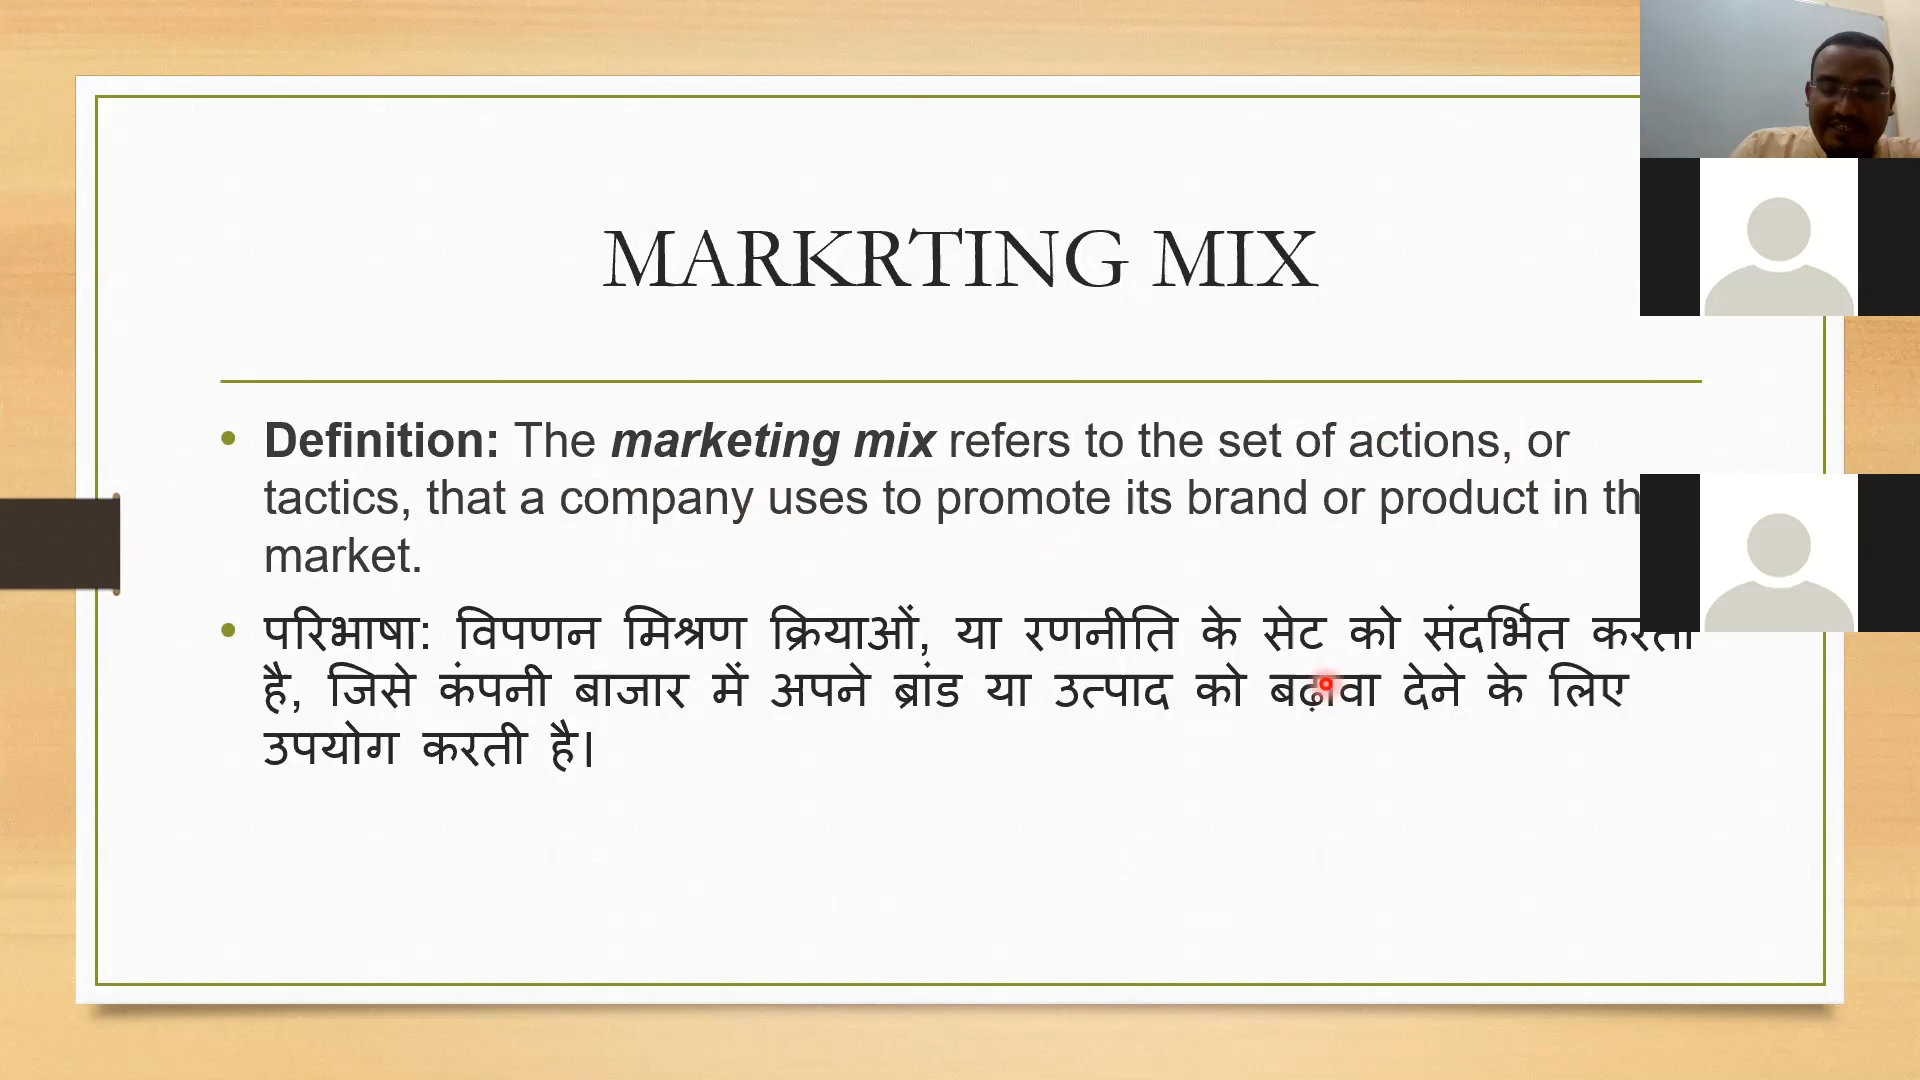 MARKRTING MIX
• Definition: The marketing mix refers to the set of actions, or
tactics, that a company uses to promote its brand or product in
market.
• परिभाषा: विपणन मिश्रण क्रियाओं, या रणनीति के सेट को संदर्भित करता
है, जिसे कंपनी बाजार में अपने ब्रांड या उत्पाद को बढ़ावा देने के लिए
उपयोग करती है।